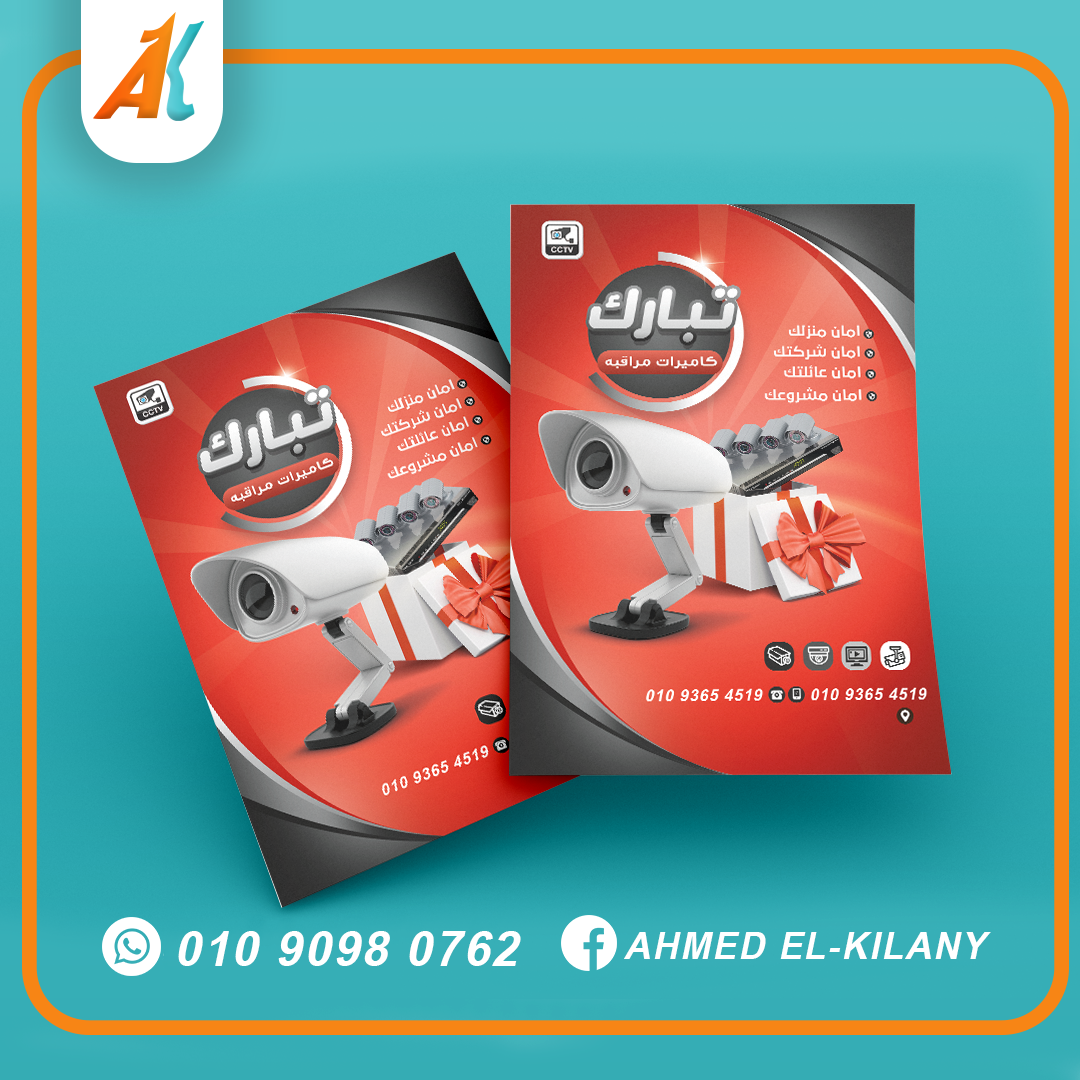 AK
CCTV
تبارك
كاميرات مراقبه
امان منزلك
امان شركتك
امان عائلتك
امان مشروعك
010 9365 4519
CCTV
تبارك
كاميرات مراقبه
امان منزلك
امان شركتك
امان عائلتك
امان مشروعك
010 9365 4519 010 9365 4519
010 9098 0762 AHMED EL-KILANY